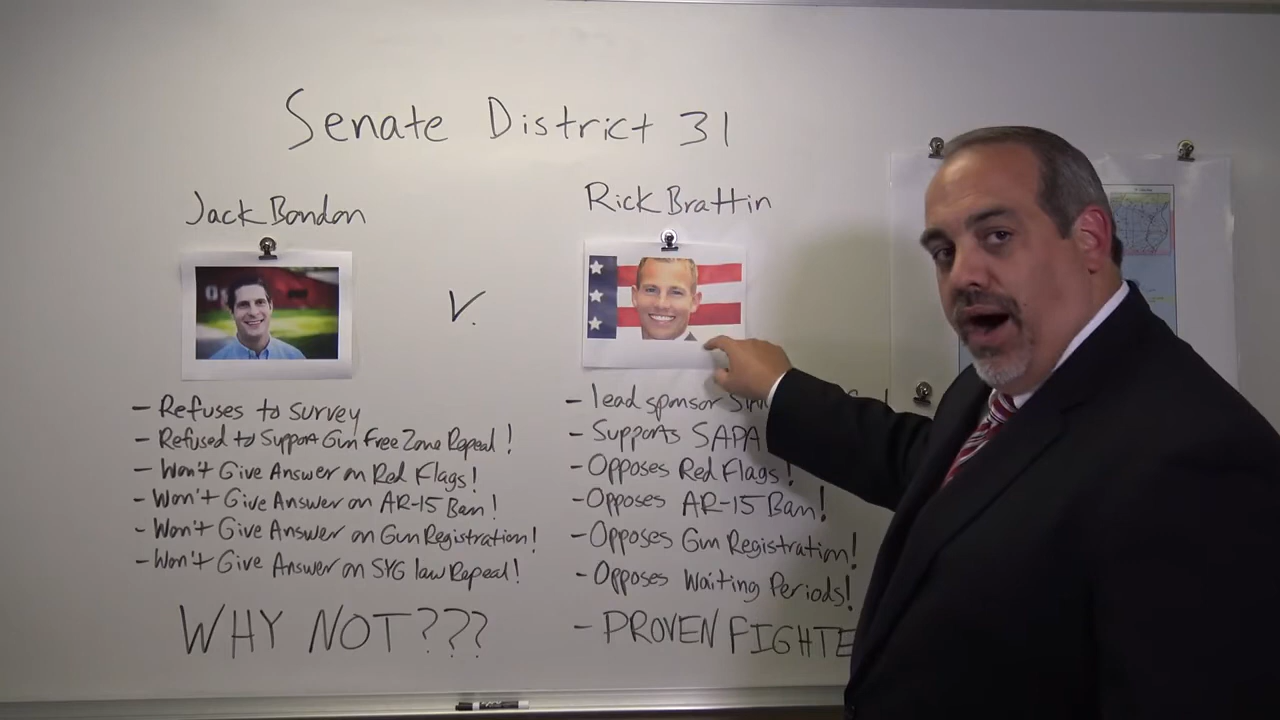 Senate District 31
Jack Bondon
v.
Rick Brattin
- Refuses to survey
- Refused to Support Gun Free Zone Repeal!
- Won't Give Answer on Red Flags!
- Won't Give Answer on AR-15 Ban!
- Won't Give Answer on Gun Registration!
- Won't Give Answer on SYG law Repeal!
WHY NOT???
- lead sponsor
- Supports SAPA
- Opposes Red Flags!
- Opposes AR-15 Ban!
- Opposes Gun Registration!
- Opposes Waiting Periods!
- PROVEN FIGHTE